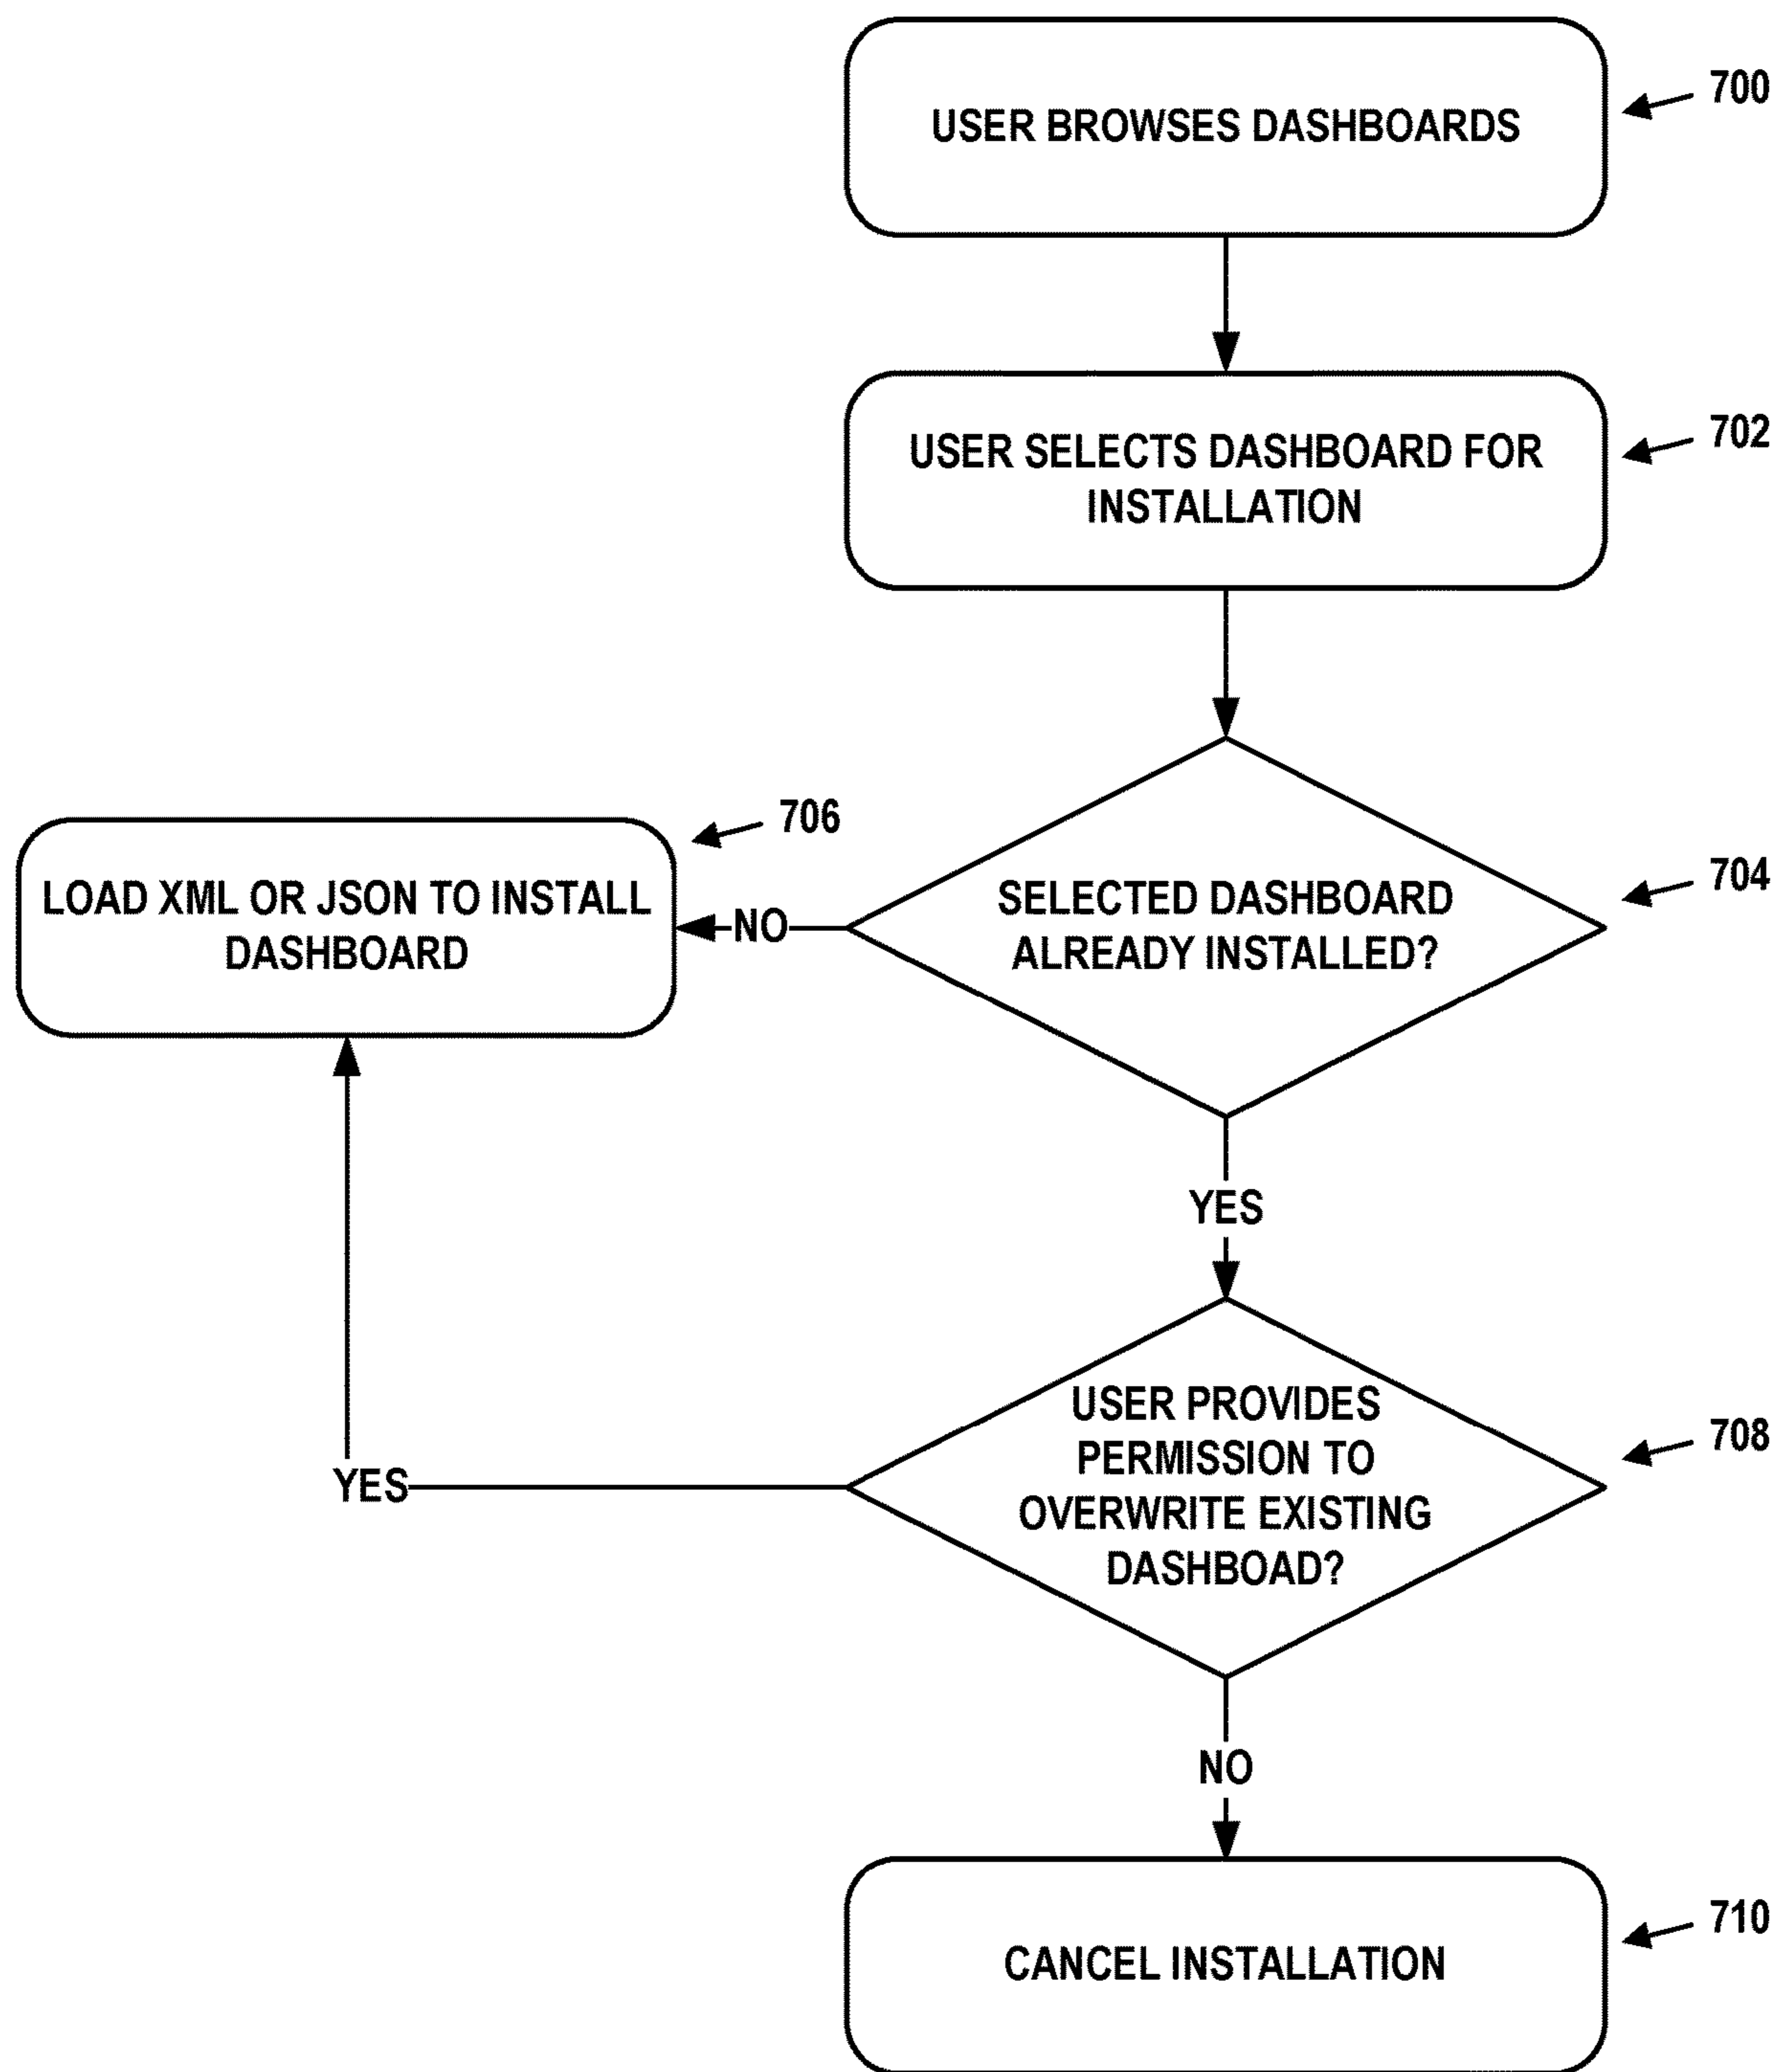 USER BROWSES DASHBOARDS
700
USER SELECTS DASHBOARD FOR
INSTALLATION
702
706
LOAD XML OR JSON TO INSTALL
DASHBOARD
NO
SELECTED DASHBOARD
ALREADY INSTALLED?
704
YES
USER PROVIDES
PERMISSION TO
OVERWRITE EXISTING
DASHBOAD?
708
YES
NO
CANCEL INSTALLATION
710